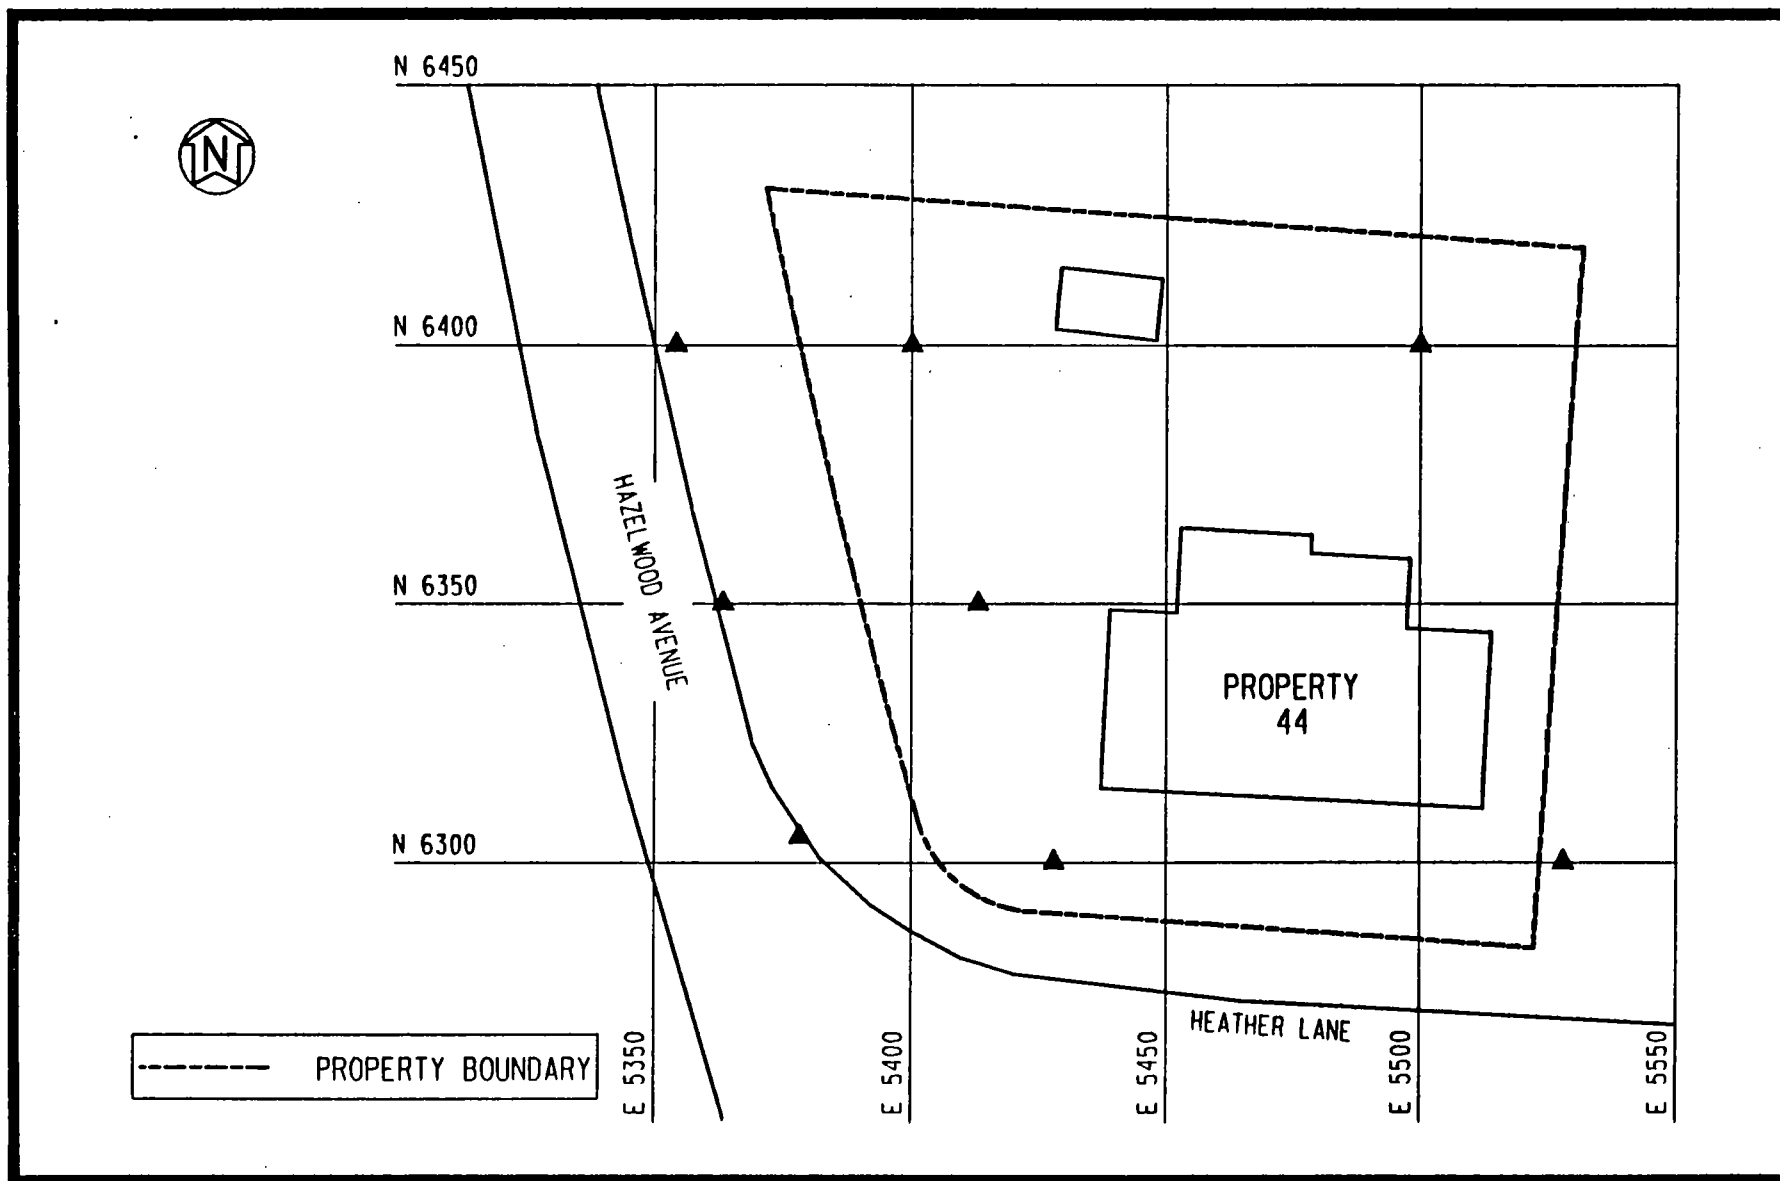 N 6450
N
N 6400
HAZELWOOD AVENUE
N 6350
PROPERTY
44
N 6300
HEATHER LANE
PROPERTY BOUNDARY
E 5350
E 5400
E 5450
E 5500
E 5550